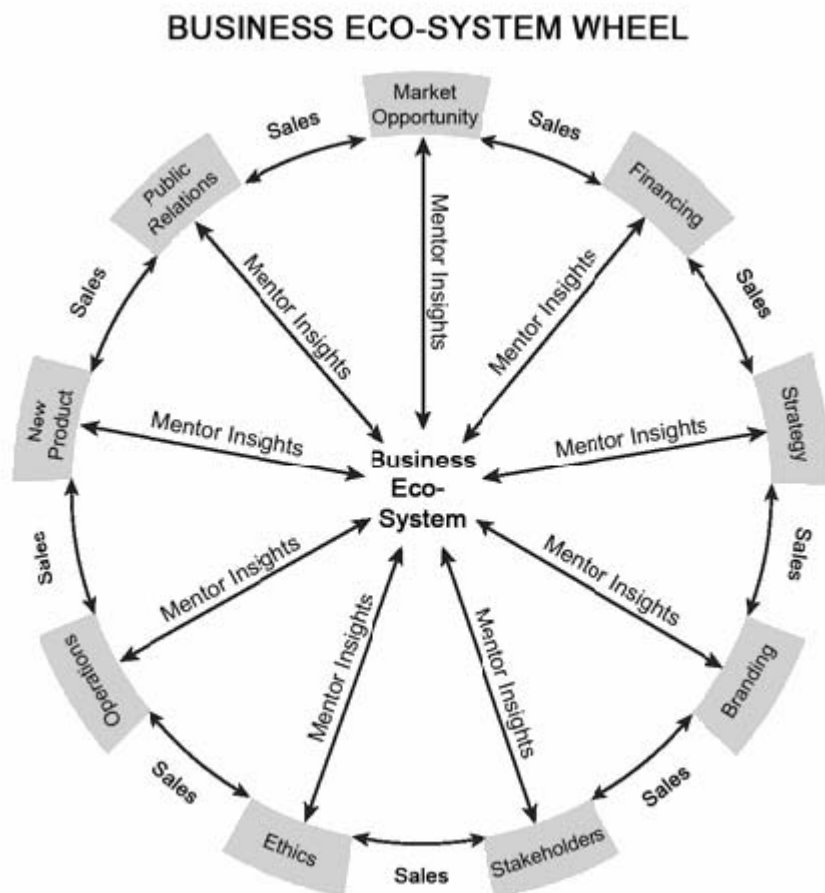 BUSINESS ECO-SYSTEM WHEEL
Market
Opportunity
Sales
Financing
Sales
Strategy
Sales
Branding
Sales
Stakeholders
Sales
Ethics
Sales
Operations
Sales
New
Product
Sales
Public
Relations
Sales
Mentor Insights
Mentor Insights
Mentor Insights
Mentor Insights
Mentor Insights
Mentor Insights
Mentor Insights
Mentor Insights
Mentor Insights
Business
Eco-
System